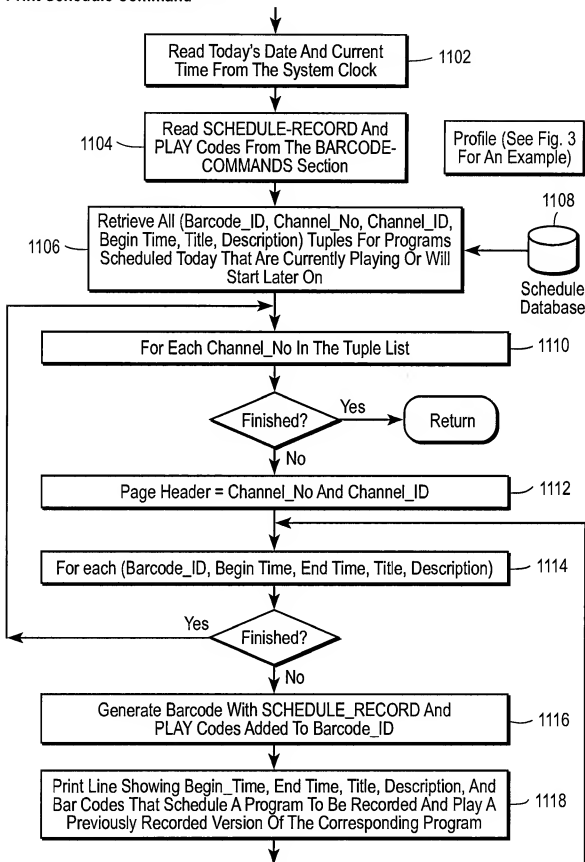 Print Schedule Command
Read Today's Date And Current
Time From The System Clock
1102
Read SCHEDULE-RECORD And
PLAY Codes From The BARCODE-
COMMANDS Section
1104
Profile (See Fig. 3
For An Example)
Retrieve All (Barcode_ID, Channel_No, Channel_ID,
Begin Time, Title, Description) Tuples For Programs
Scheduled Today That Are Currently Playing Or Will
Start Later On
1106
1108
Schedule
Database
For Each Channel_No In The Tuple List
1110
Finished?
Yes
Return
No
Page Header = Channel_No And Channel_ID
1112
For each (Barcode_ID, Begin Time, End Time, Title, Description)
1114
Yes
Finished?
No
Generate Barcode With SCHEDULE_RECORD And
PLAY Codes Added To Barcode_ID
1116
Print Line Showing Begin_Time, End Time, Title, Description, And
Bar Codes That Schedule A Program To Be Recorded And Play A
Previously Recorded Version Of The Corresponding Program
1118